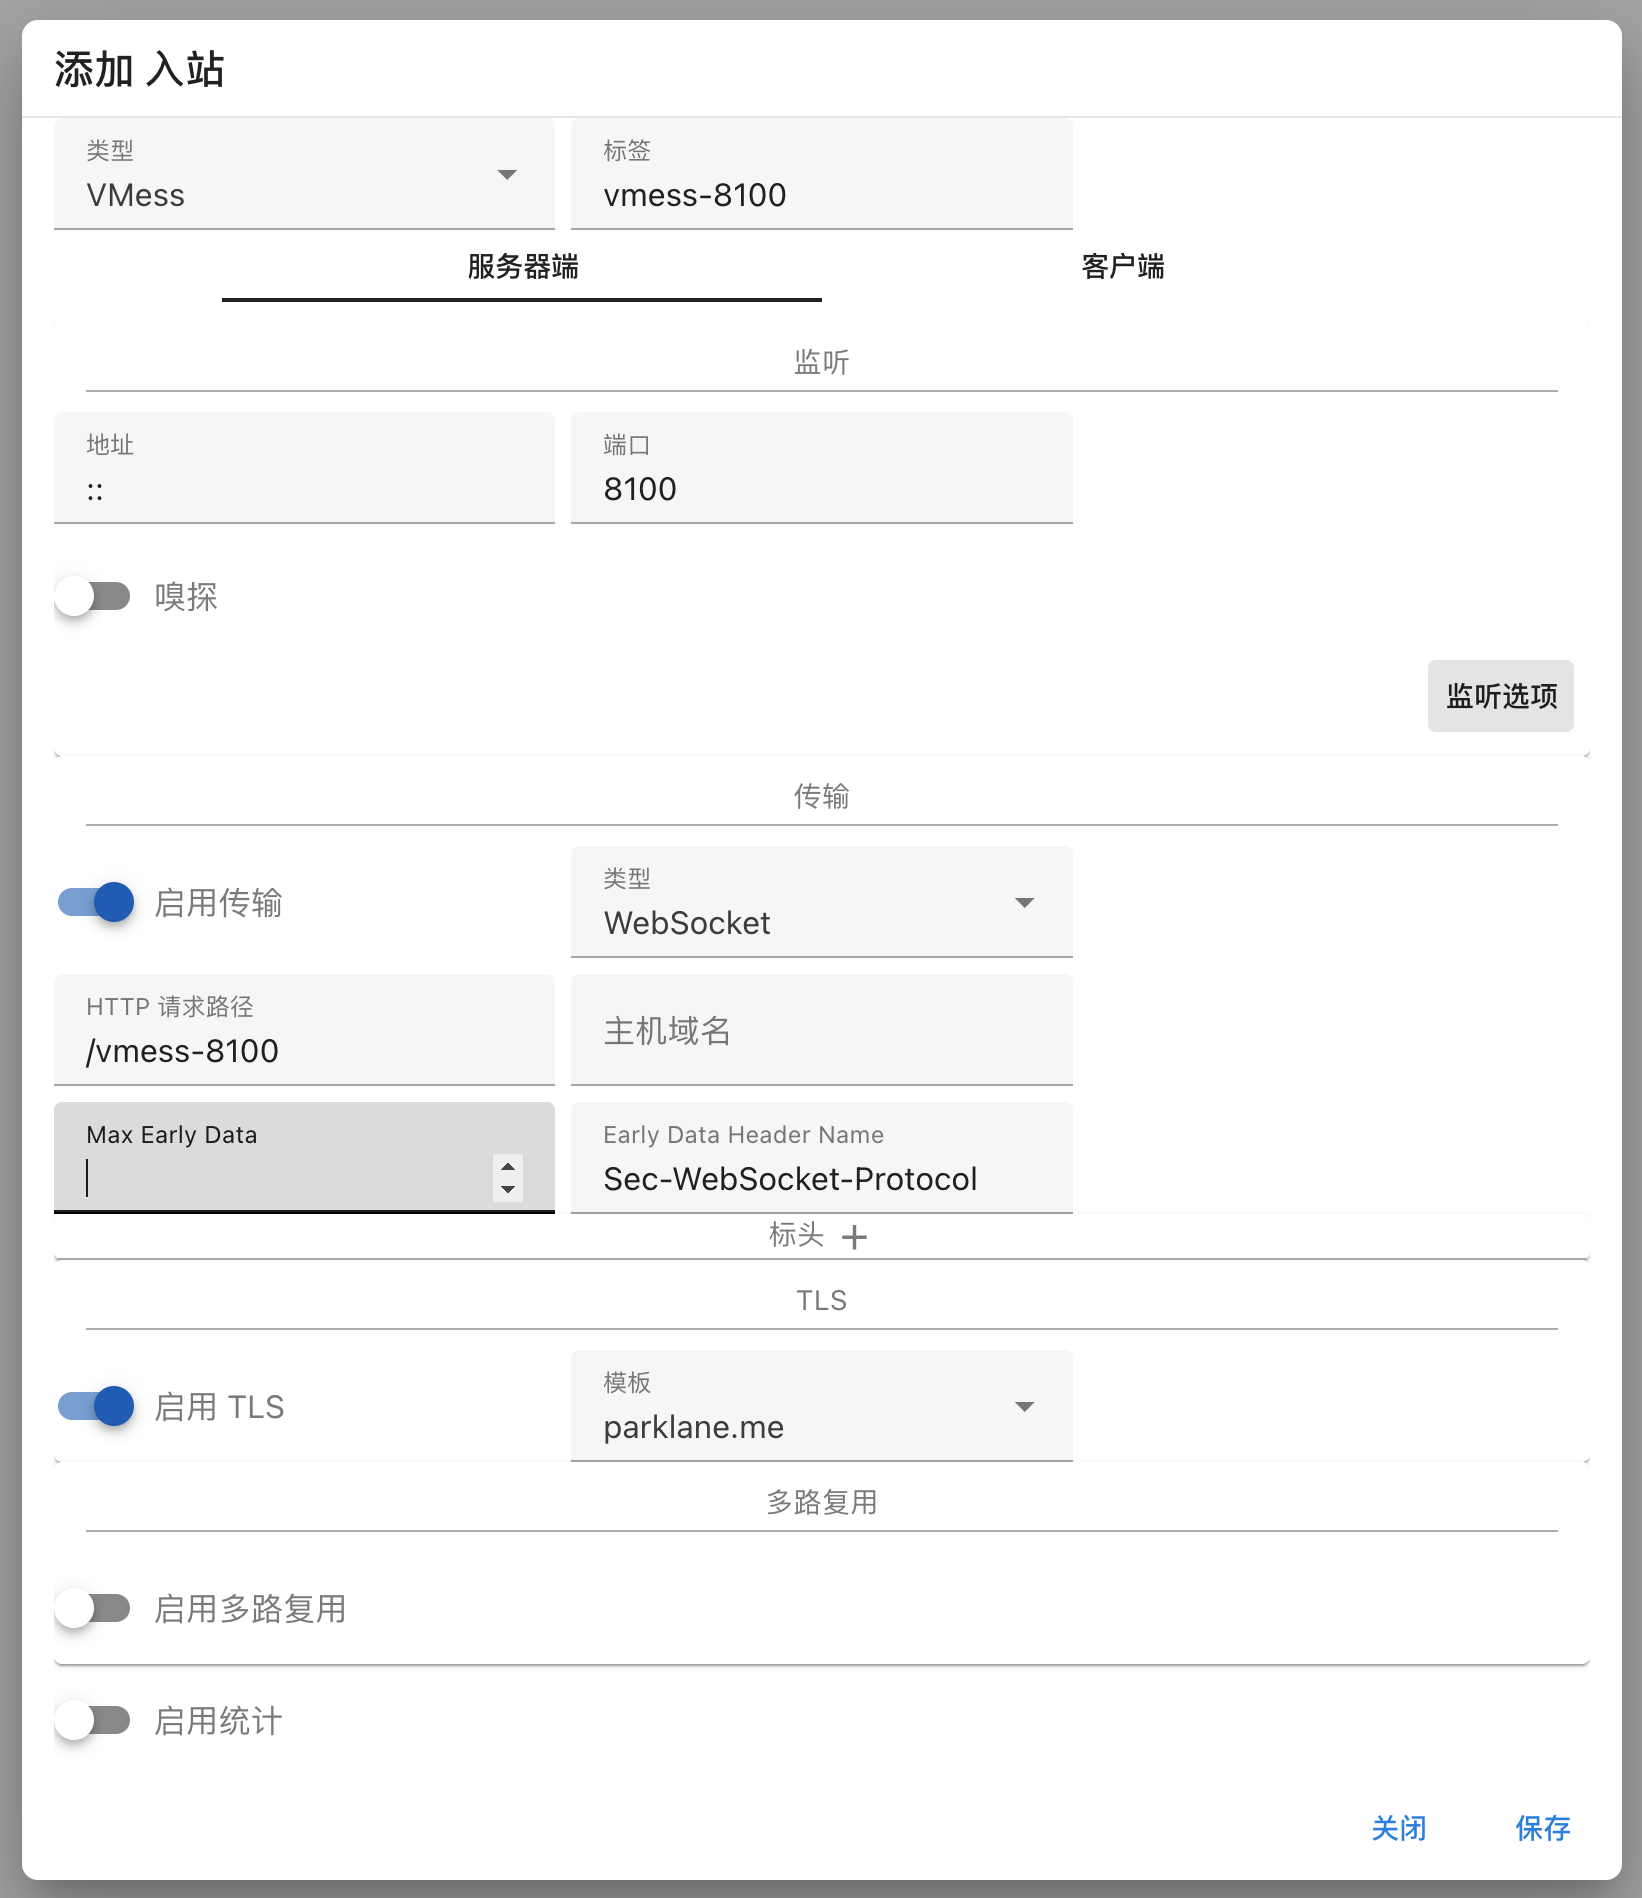 添加 入站
类型
VMess
标签
vmess-8100
服务器端
客户端
监听
地址
::
端口
8100
嗅探
监听选项
传输
启用传输
类型
WebSocket
HTTP 请求路径
/vmess-8100
主机域名
Max Early Data
Early Data Header Name
Sec-WebSocket-Protocol
标头 +
TLS
启用 TLS
模板
parklane.me
多路复用
启用多路复用
启用统计
关闭
保存